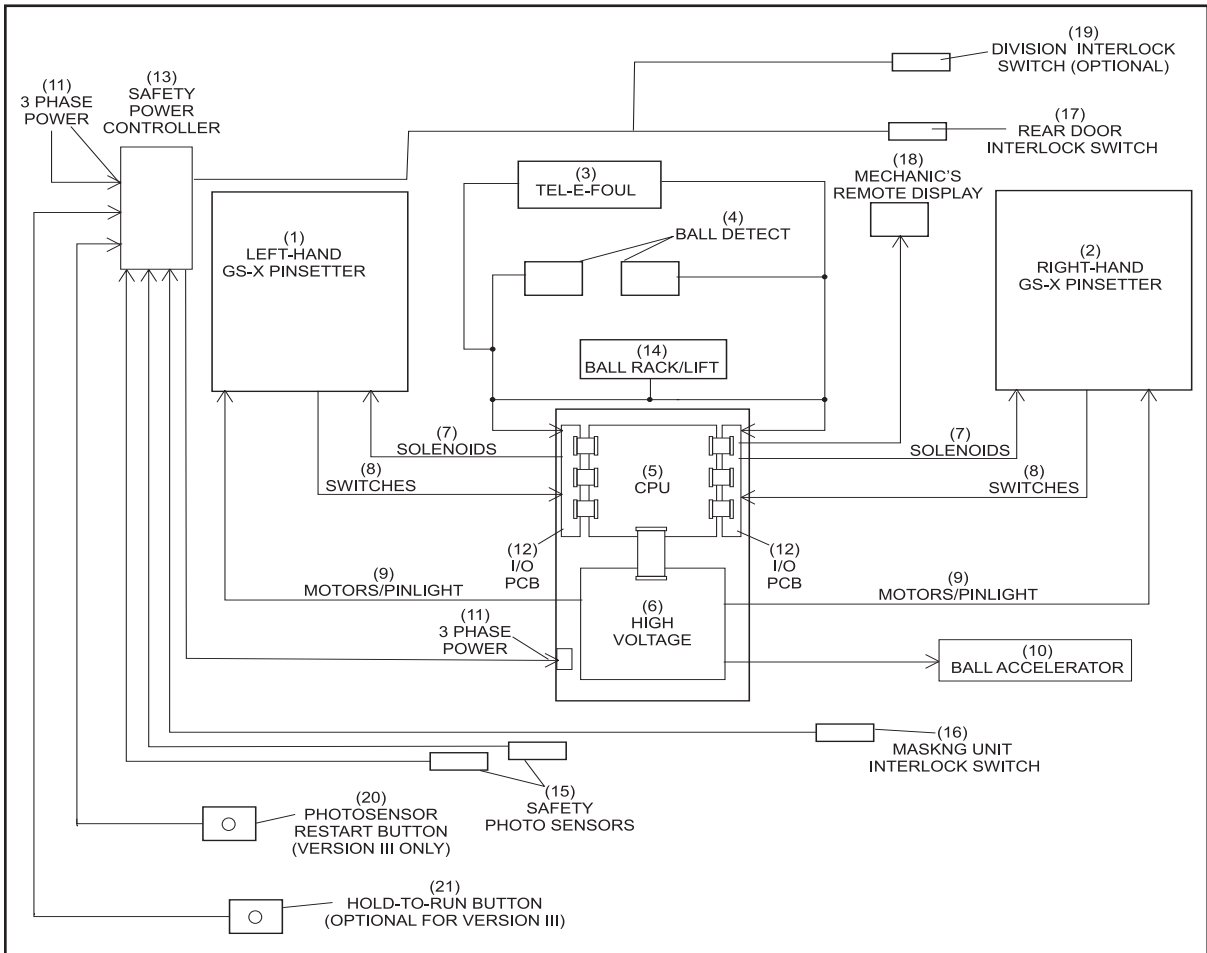 (19)
DIVISION INTERLOCK
SWITCH (OPTIONAL)
(11)
3 PHASE
POWER
(13)
SAFETY
POWER
CONTROLLER
(17)
REAR DOOR
INTERLOCK SWITCH
(18)
MECHANIC'S
REMOTE DISPLAY
(3)
TEL-E-FOUL
(4)
BALL DETECT
(1)
LEFT-HAND
GS-X PINSETTER
(2)
RIGHT-HAND
GS-X PINSETTER
(14)
BALL RACK/LIFT
(7)
SOLENOIDS
(8)
SWITCHES
(5)
CPU
(7)
SOLENOIDS
(8)
SWITCHES
(12)
I/O
PCB
(12)
I/O
PCB
(9)
MOTORS/PINLIGHT
(6)
HIGH
VOLTAGE
(9)
MOTORS/PINLIGHT
(11)
3 PHASE
POWER
(10)
BALL ACCELERATOR
(16)
MASKNG UNIT
INTERLOCK SWITCH
(15)
SAFETY
PHOTO SENSORS
(20)
PHOTOSENSOR
RESTART BUTTON
(VERSION III ONLY)
(21)
HOLD-TO-RUN BUTTON
(OPTIONAL FOR VERSION III)